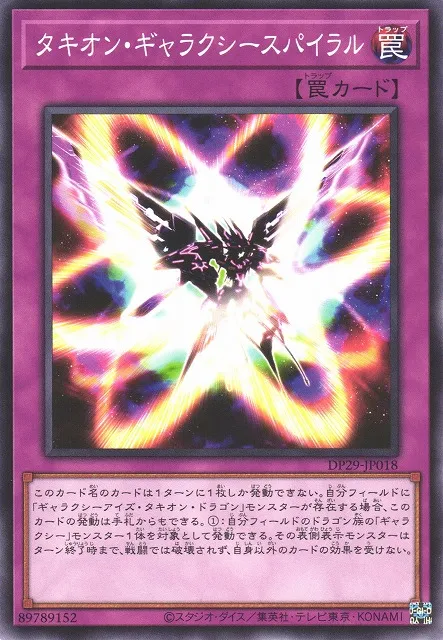 タキオン・ギャラクシースパイラル
トラップ
罠
トラップ
【罠カード】
DP29-JP018
このカード名のカードは1ターンに1枚しか発動できない。自分フィールドに
「ギャラクシーアイズ・タキオン・ドラゴン」モンスターが存在する場合、この
カードの発動は手札からもできる。①:自分フィールドのドラゴン族の「ギャラク
シー」モンスター1体を対象として発動できる。その表側表示モンスターは
ターン終了時まで、戦闘では破壊されず、自身以外のカードの効果を受けない。
89789152
©スタジオ・ダイス/集英社・テレビ東京・KONAMI